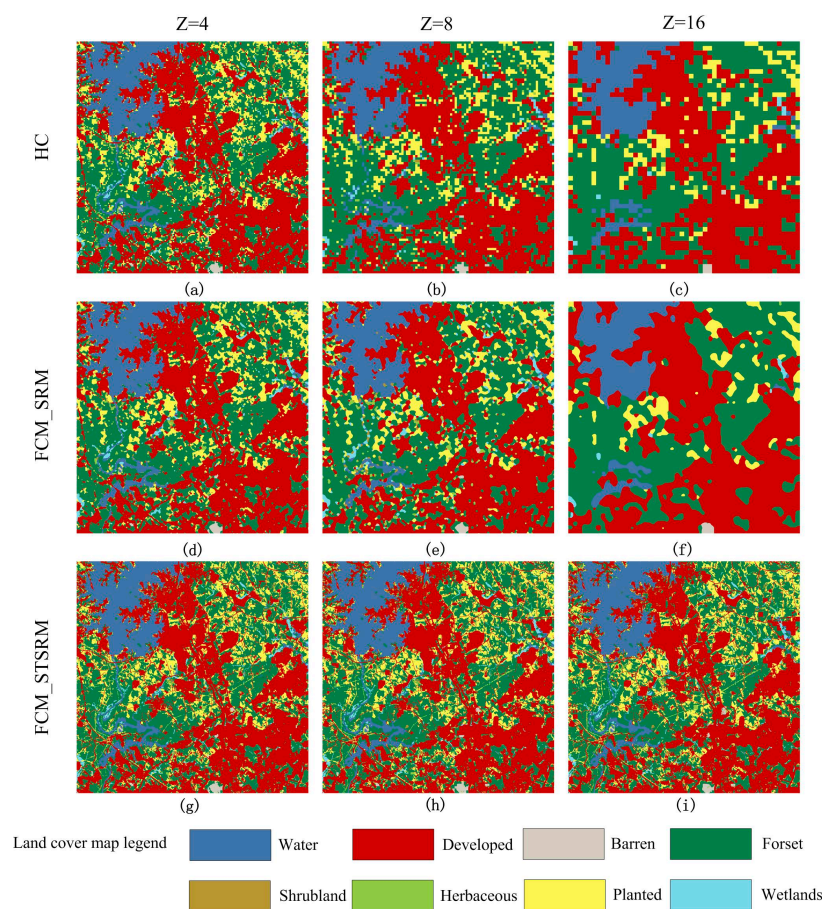 Z=4 Z=8 Z=16
HC
(a) (b) (c)
FCM_SRM
(d) (e) (f)
FCM_STSRM
(g) (h) (i)
Land cover map legend Water Developed Barren Forset
Shrubland Herbaceous Planted Wetlands